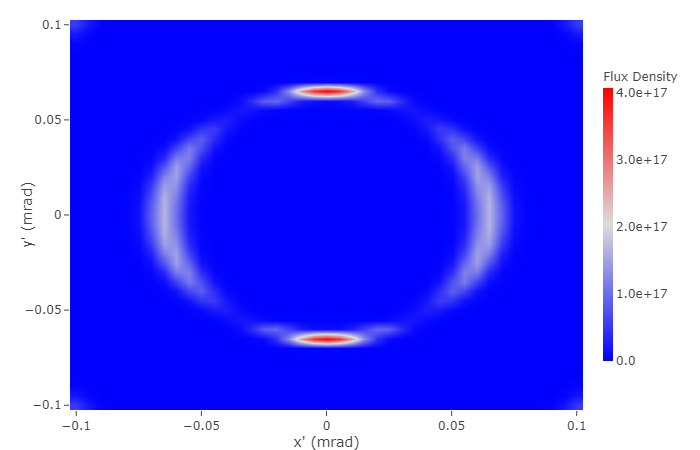 Flux Density
4.0e+17
3.0e+17
2.0e+17
1.0e+17
0.0
0.1
0.05
0
−0.05
−0.1
y' (mrad)
−0.1 −0.05 0 0.05 0.1
x' (mrad)